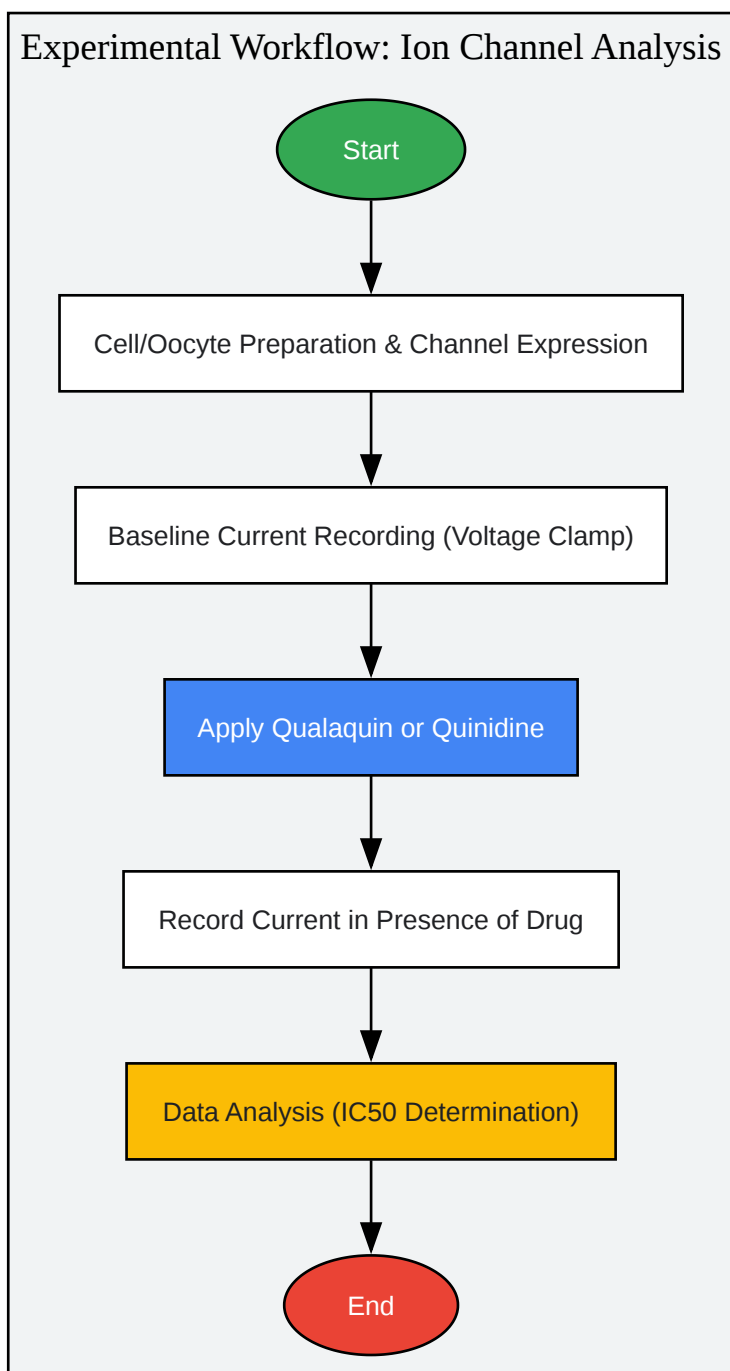 Experimental Workflow: Ion Channel Analysis
Start
Cell/Oocyte Preparation & Channel Expression
Baseline Current Recording (Voltage Clamp)
Apply Qualaquin or Quinidine
Record Current in Presence of Drug
Data Analysis (IC50 Determination)
End